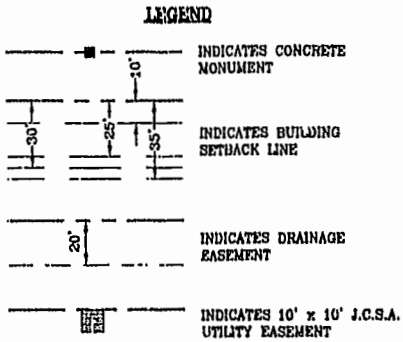 LEGEND
INDICATES CONCRETE
MONUMENT
10'
30'
25'
35'
INDICATES BUILDING
SETBACK LINE
20'
INDICATES DRAINAGE
EASEMENT
INDICATES 10' x 10' J.C.S.A.
UTILITY EASEMENT